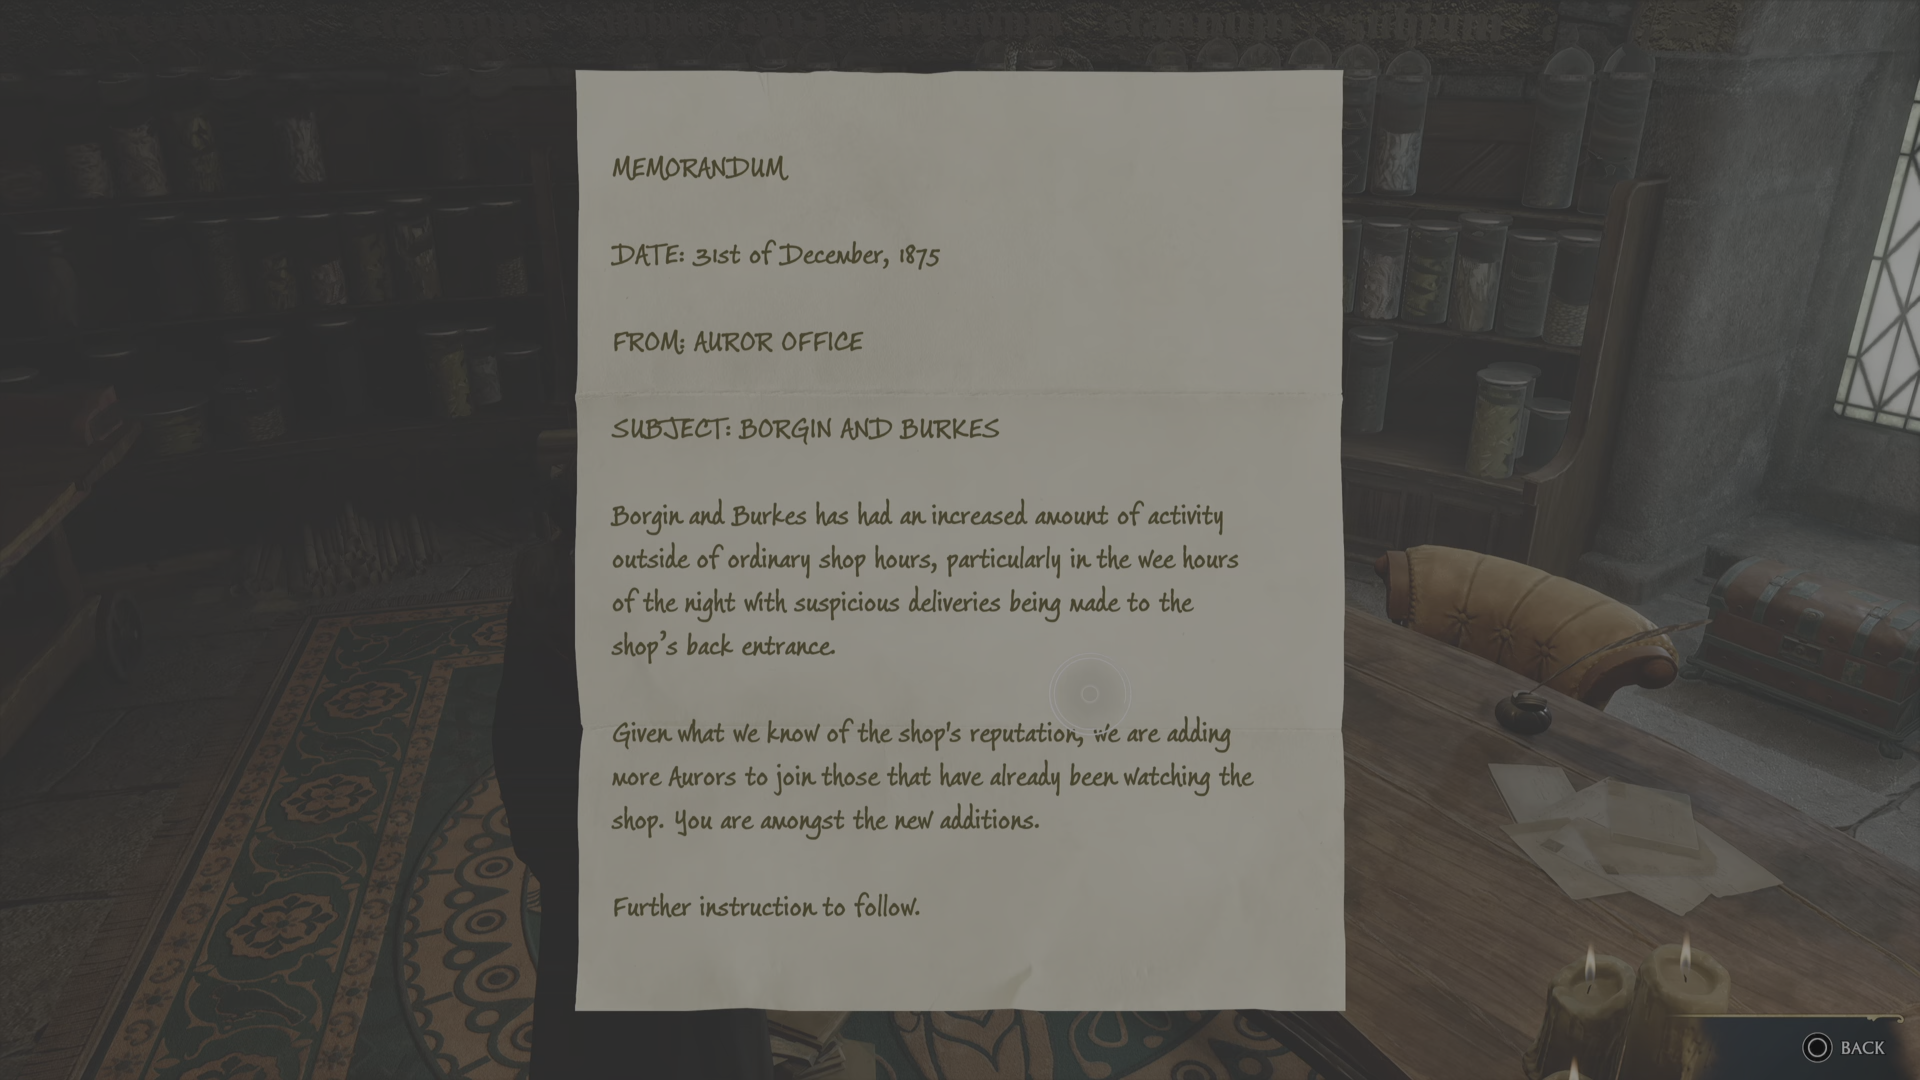 MEMORANDUM
DATE: 31st of December, 1875
FROM: AUROR OFFICE
SUBJECT: BORGIN AND BURKES
Borgin and Burkes has had an increased amount of activity
outside of ordinary shop hours, particularly in the wee hours
of the night with suspicious deliveries being made to the
shop's back entrance.
Given what we know of the shop's reputation, we are adding
more Aurors to join those that have already been watching the
shop. You are amongst the new additions.
Further instruction to follow.
BACK